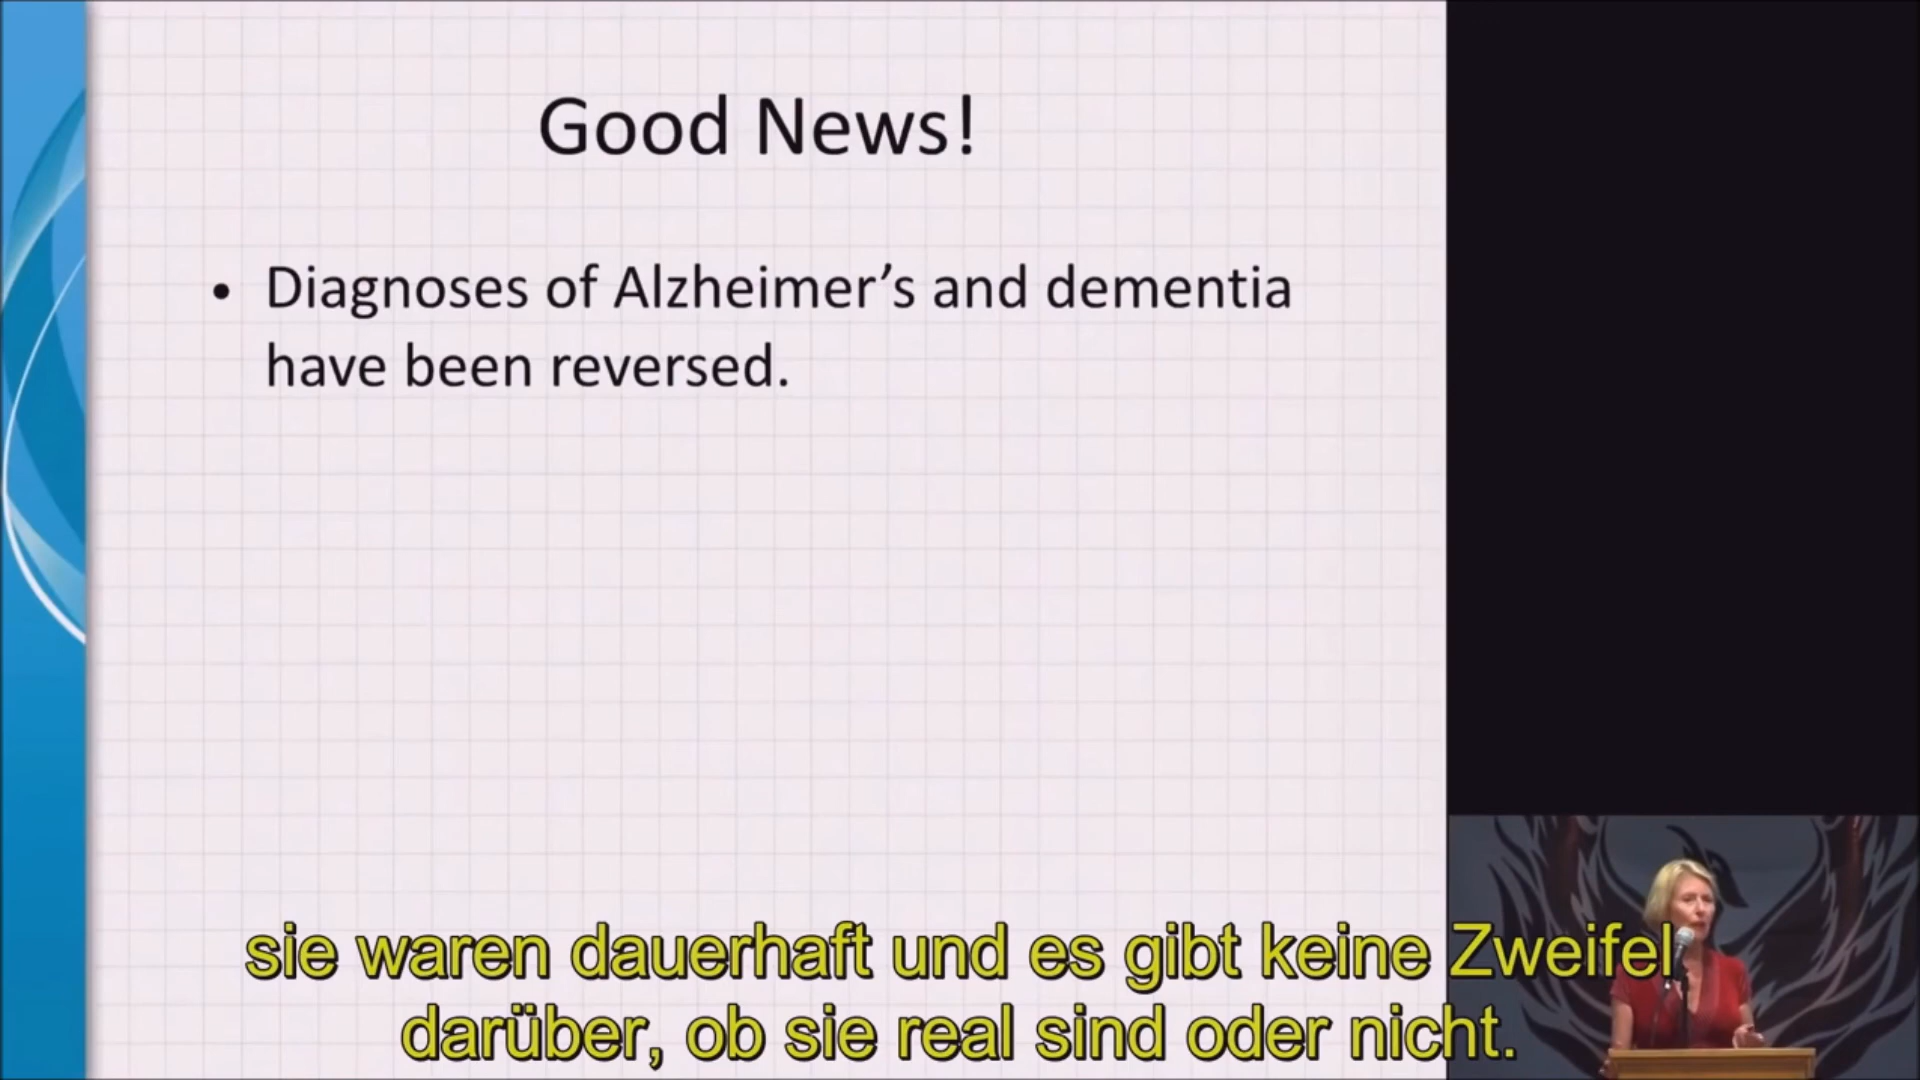 Good News!
• Diagnoses of Alzheimer’s and dementia
have been reversed.
sie waren dauerhaft und es gibt keine Zweifel
darüber, ob sie real sind oder nicht.